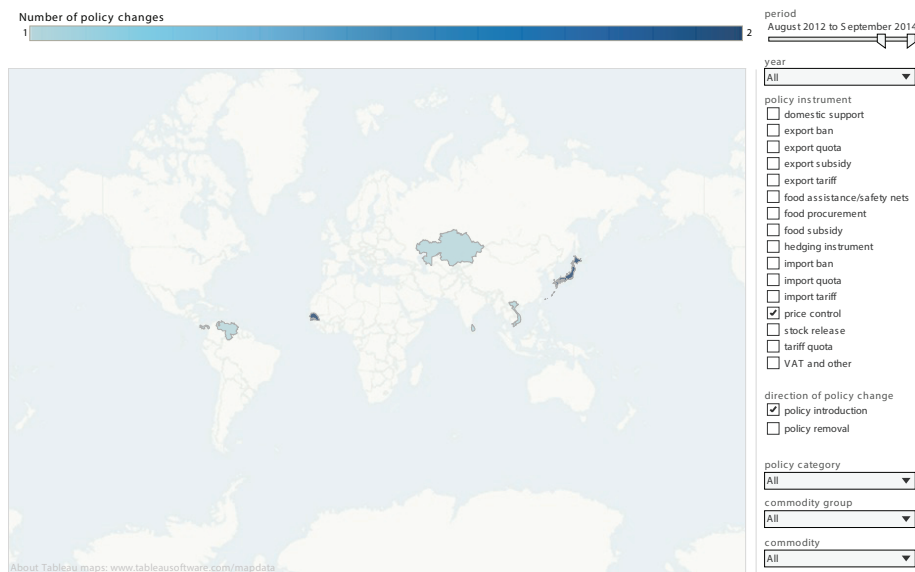 Number of policy changes
1
2
period
August 2012 to September 2014
year
All
policy instrument
domestic support
export ban
export quota
export subsidy
export tariff
food assistance/safety nets
food procurement
food subsidy
hedging instrument
import ban
import quota
import tariff
price control
stock release
tariff quota
VAT and other
direction of policy change
policy introduction
policy removal
policy category
All
commodity group
All
commodity
All
About Tableau maps: www.tableausoftware.com/mapdata